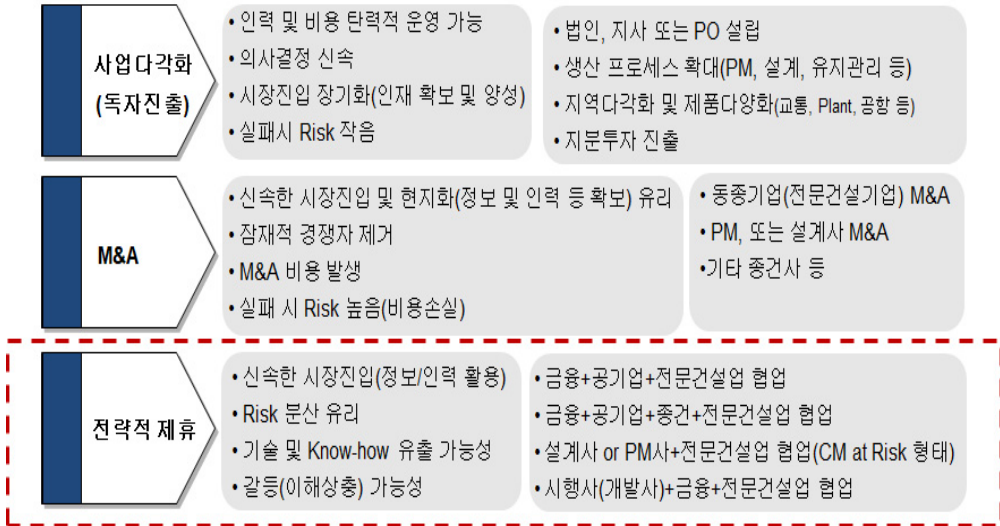 사업다각화
(독자진출)
• 인력 및 비용 탄력적 운영 가능
• 의사결정 신속
• 시장진입 장기화(인재 확보 및 양성)
• 실패시 Risk 작음
• 법인, 지사 또는 PO 설립
• 생산 프로세스 확대(PM, 설계, 유지관리 등)
• 지역다각화 및 제품다양화(교통, Plant, 공항 등)
• 지분투자 진출
M&A
• 신속한 시장진입 및 현지화(정보 및 인력 등 확보) 유리
• 잠재적 경쟁자 제거
• M&A 비용 발생
• 실패 시 Risk 높음(비용손실)
• 동종기업(전문건설기업) M&A
• PM, 또는 설계사 M&A
•기타 종건사 등
전략적 제휴
• 신속한 시장진입(정보/인력 활용)
• Risk 분산 유리
• 기술 및 Know-how 유출 가능성
• 갈등(이해상충) 가능성
• 금융+공기업+전문건설업 협업
• 금융+공기업+종건+전문건설업 협업
• 설계사 or PM사+전문건설업 협업(CM at Risk 형태)
• 시행사(개발사)+금융+전문건설업 협업